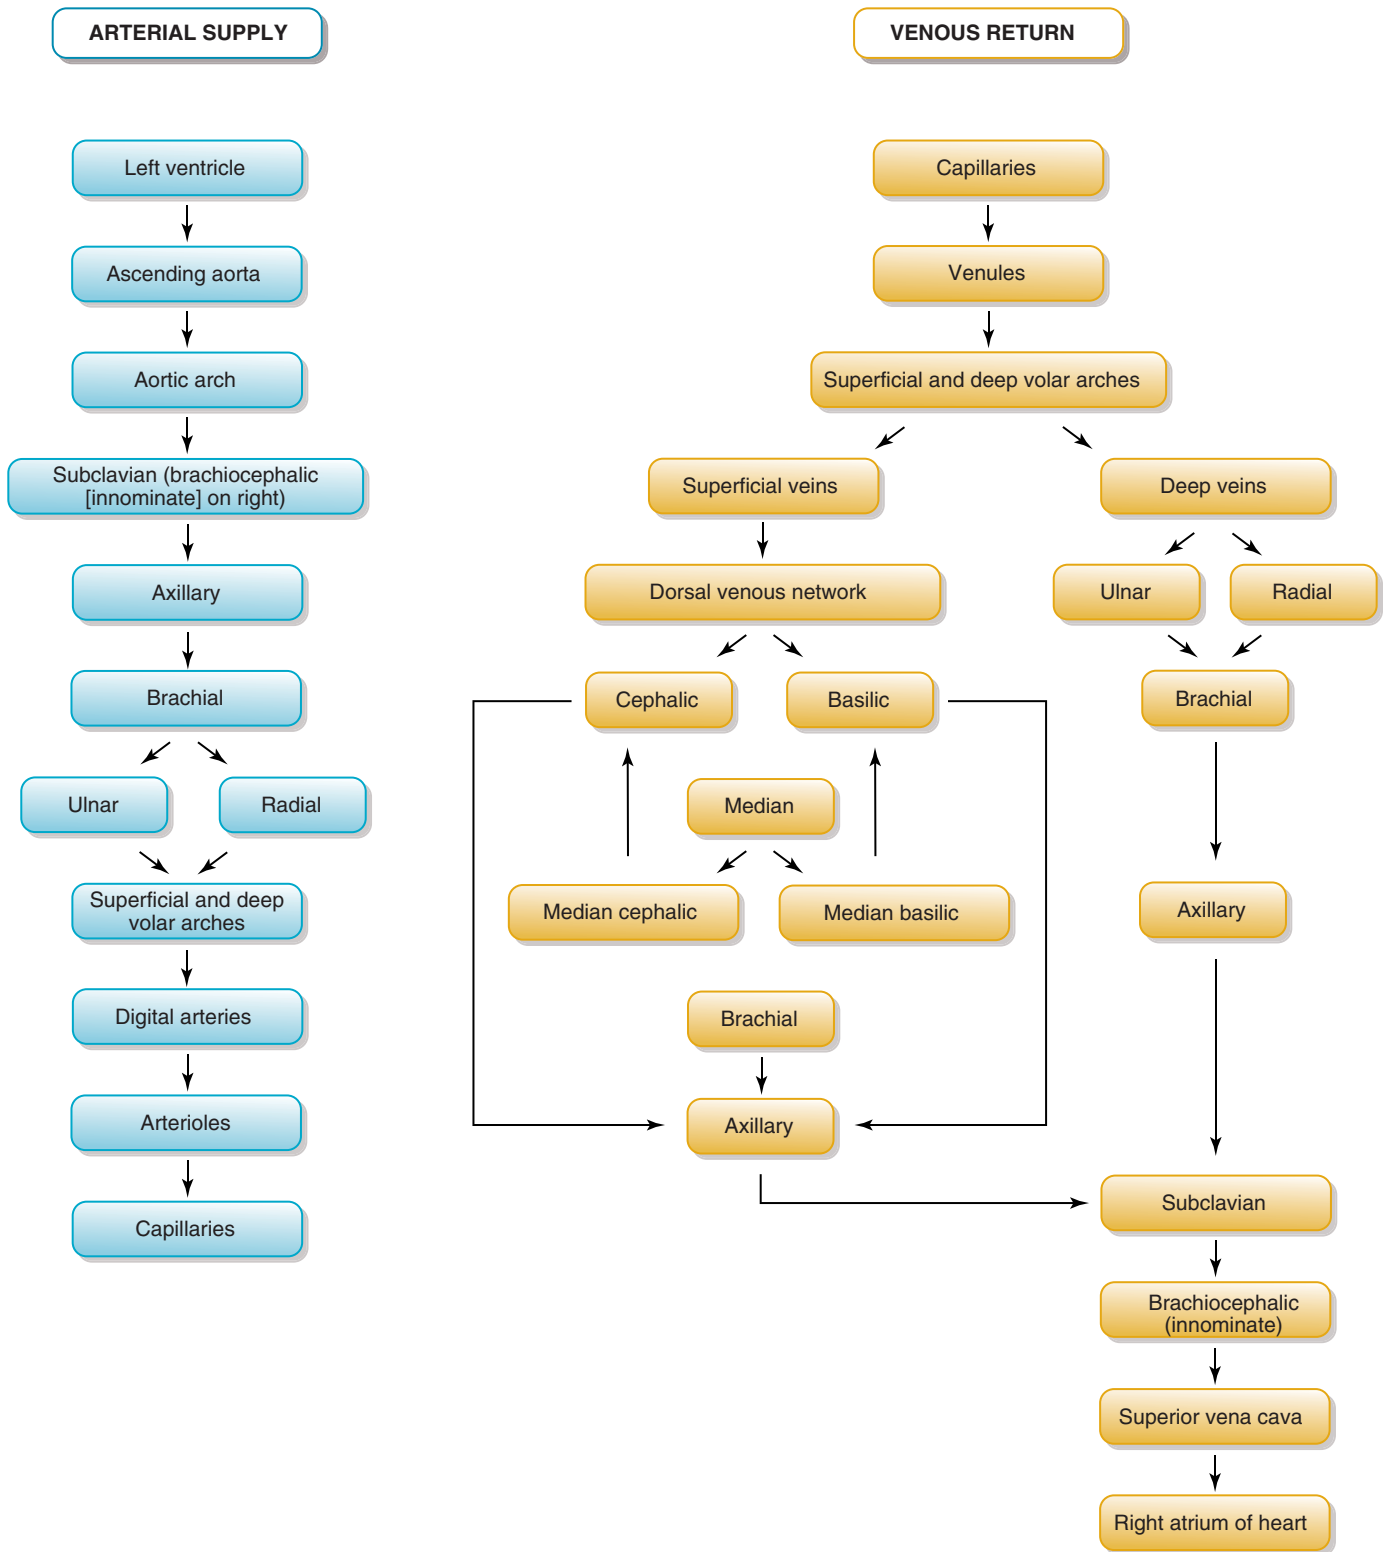 ARTERIAL SUPPLY
Left ventricle
Ascending aorta
Aortic arch
Subclavian (brachiocephalic
[innominate] on right)
Axillary
Brachial
Ulnar
Radial
Superficial and deep
volar arches
Digital arteries
Arterioles
Capillaries
VENOUS RETURN
Capillaries
Venules
Superficial and deep volar arches
Superficial veins
Deep veins
Dorsal venous network
Ulnar
Radial
Cephalic
Basilic
Brachial
Median
Median cephalic
Median basilic
Axillary
Brachial
Axillary
Subclavian
Brachiocephalic
(innominate)
Superior vena cava
Right atrium of heart